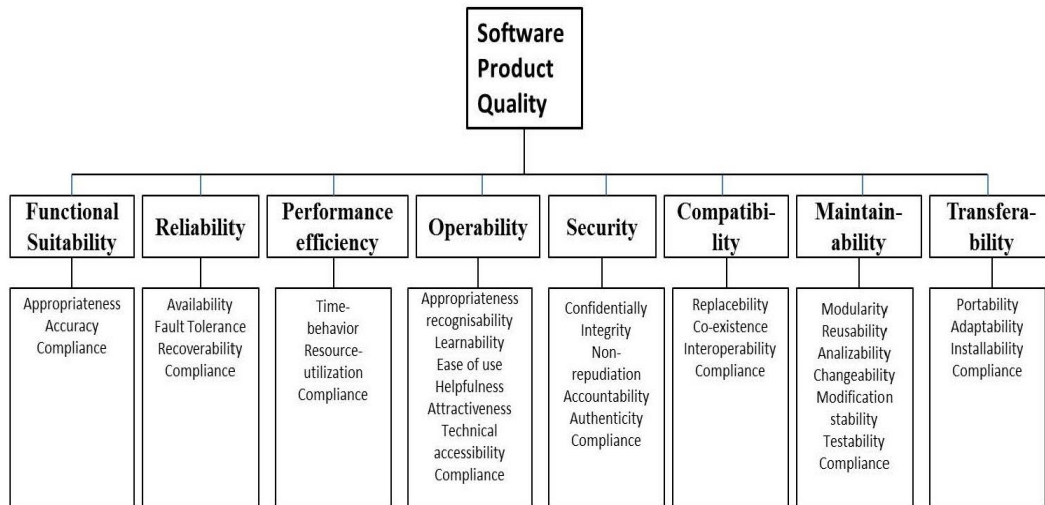 Software
Product
Quality
Functional
Suitability
Reliability
Performance
efficiency
Operability
Security
Compatibi-
lity
Maintain-
ability
Transfera-
bility
Appropriateness
Accuracy
Compliance
Availability
Fault Tolerance
Recoverability
Compliance
Time-
behavior
Resource-
utilization
Compliance
Appropriateness
recognisability
Learnability
Ease of use
Helpfulness
Attractiveness
Technical
accessibility
Compliance
Confidentially
Integrity
Non-
repudiation
Accountability
Authenticity
Compliance
Replacebility
Co-existence
Interoperability
Compliance
Modularity
Reusability
Analizability
Changeability
Modification
stability
Testability
Compliance
Portability
Adaptability
Installability
Compliance